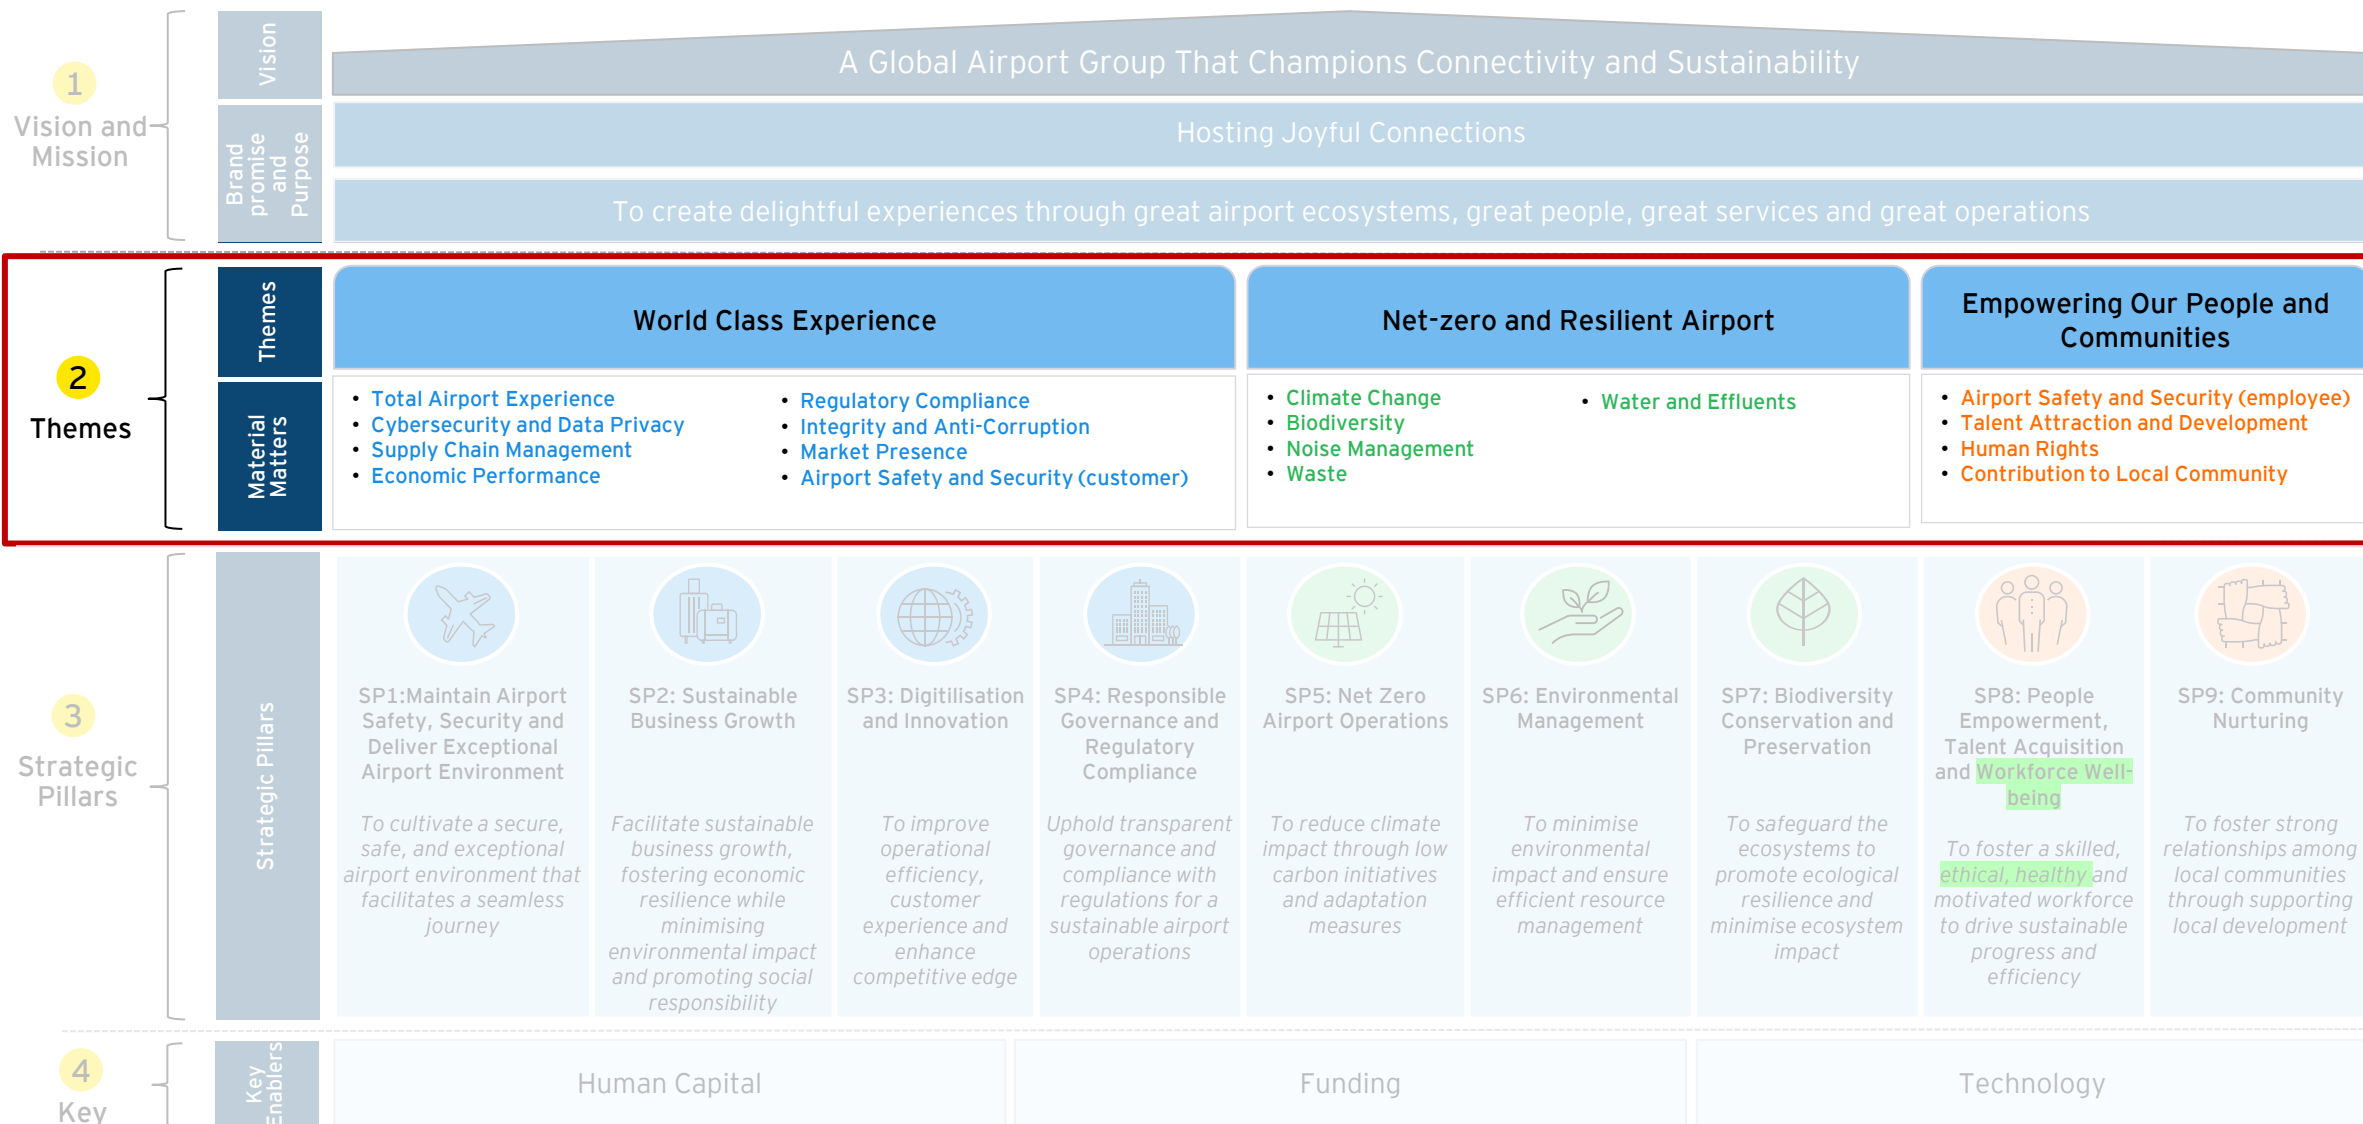 1
Vision and
Mission
Vision
A Global Airport Group That Champions Connectivity and Sustainability
Brand
promise
and
Purpose
Hosting Joyful Connections
To create delightful experiences through great airport ecosystems, great people, great services and great operations
2
Themes
Themes
World Class Experience
Net-zero and Resilient Airport
Empowering Our People and
Communities
Material
Matters
• Total Airport Experience
• Cybersecurity and Data Privacy
• Supply Chain Management
• Economic Performance
• Regulatory Compliance
• Integrity and Anti-Corruption
• Market Presence
• Airport Safety and Security (customer)
• Climate Change
• Biodiversity
• Noise Management
• Waste
• Water and Effluents
• Airport Safety and Security (employee)
• Talent Attraction and Development
• Human Rights
• Contribution to Local Community
3
Strategic
Pillars
Strategic Pillars
SP1:Maintain Airport
Safety, Security and
Deliver Exceptional
Airport Environment
To cultivate a secure,
safe, and exceptional
airport environment that
facilitates a seamless
journey
SP2: Sustainable
Business Growth
Facilitate sustainable
business growth,
fostering economic
resilience while
minimising
environmental impact
and promoting social
responsibility
SP3: Digitilisation
and Innovation
To improve
operational
efficiency,
customer
experience and
enhance
competitive edge
SP4: Responsible
Governance and
Regulatory
Compliance
Uphold transparent
governance and
compliance with
regulations for a
sustainable airport
operations
SP5: Net Zero
Airport Operations
To reduce climate
impact through low
carbon initiatives
and adaptation
measures
SP6: Environmental
Management
To minimise
environmental
impact and ensure
efficient resource
management
SP7: Biodiversity
Conservation and
Preservation
To safeguard the
ecosystems to
promote ecological
resilience and
minimise ecosystem
impact
SP8: People
Empowerment,
Talent Acquisition
and Workforce Well-
being
To foster a skilled,
ethical, healthy and
motivated workforce
to drive sustainable
progress and
efficiency
SP9: Community
Nurturing
To foster strong
relationships among
local communities
through supporting
local development
4
Key
Key
Enablers
Human Capital
Funding
Technology